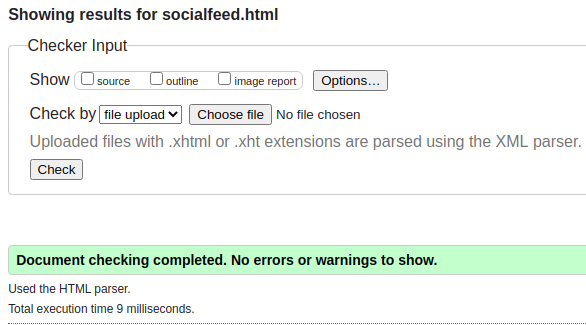 Showing results for socialfeed.html
Checker Input
Show source outline image report Options...
Check by file upload Choose file No file chosen
Uploaded files with .xhtml or .xht extensions are parsed using the XML parser.
Check
Document checking completed. No errors or warnings to show.
Used the HTML parser.
Total execution time 9 milliseconds.